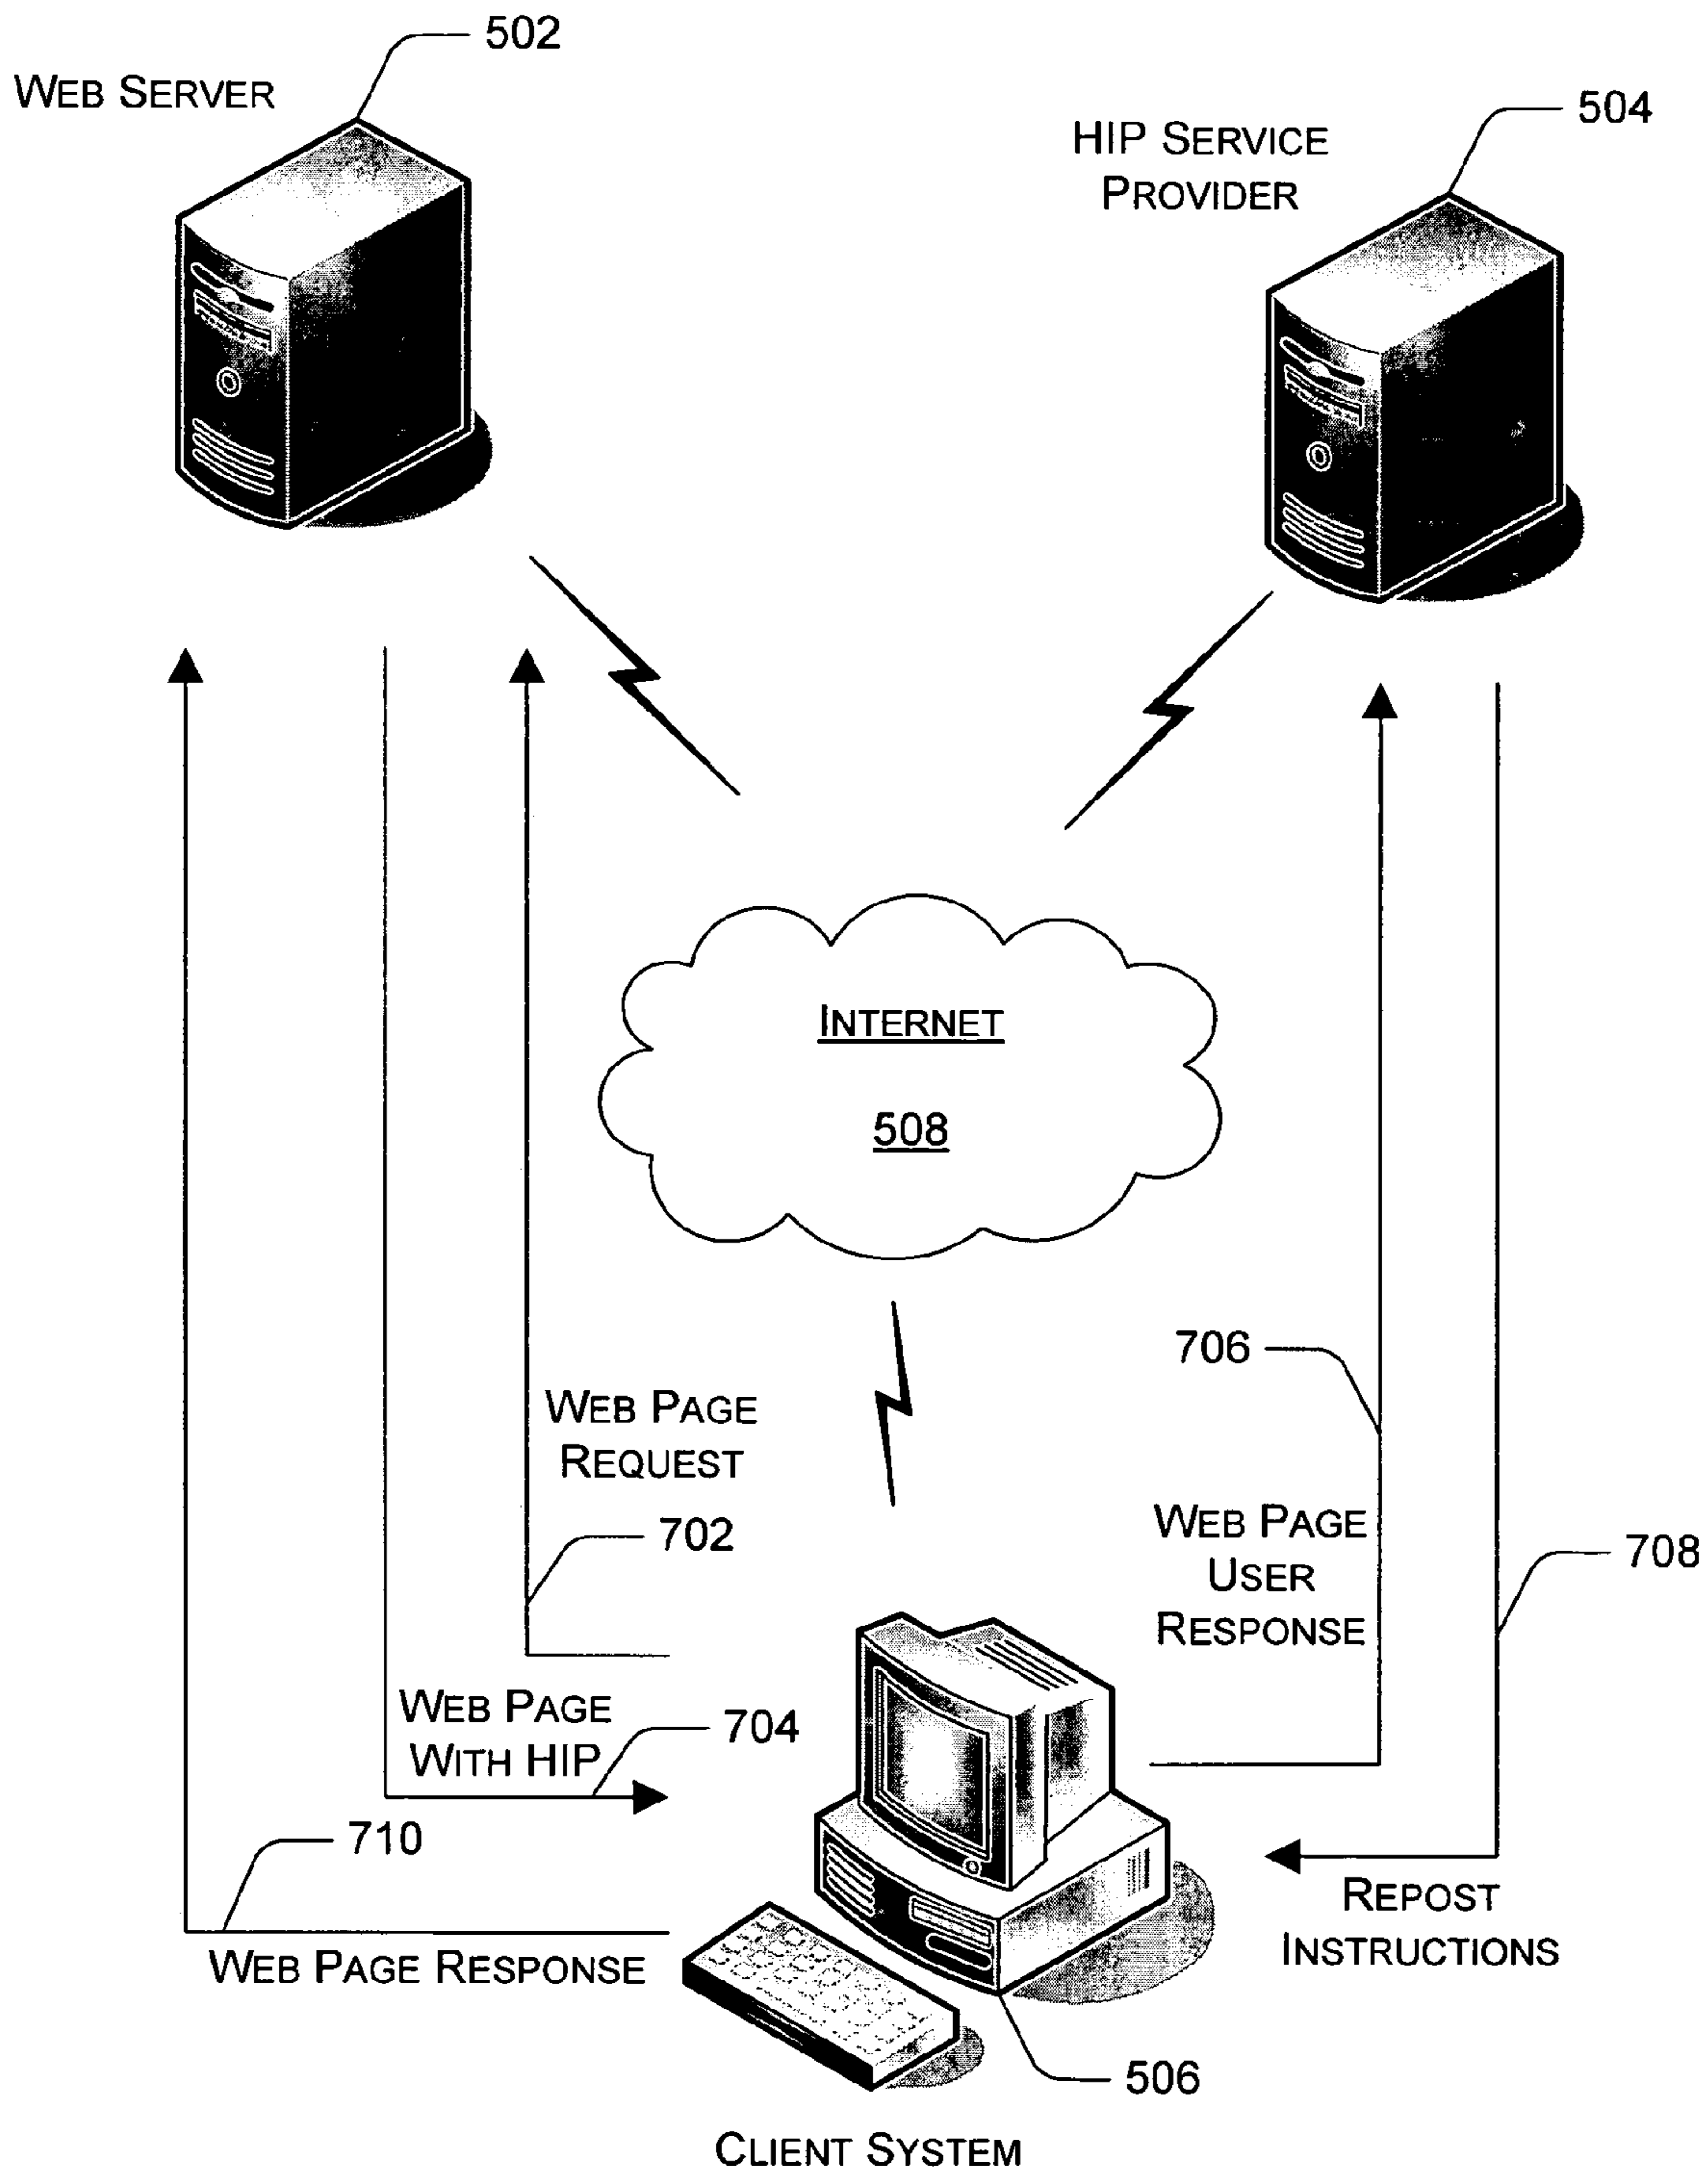 502
WEB SERVER
504
HIP SERVICE
PROVIDER
INTERNET
508
706
WEB PAGE
REQUEST
702
WEB PAGE
USER
RESPONSE
708
WEB PAGE
WITH HIP
704
710
WEB PAGE RESPONSE
REPOST
INSTRUCTIONS
506
CLIENT SYSTEM